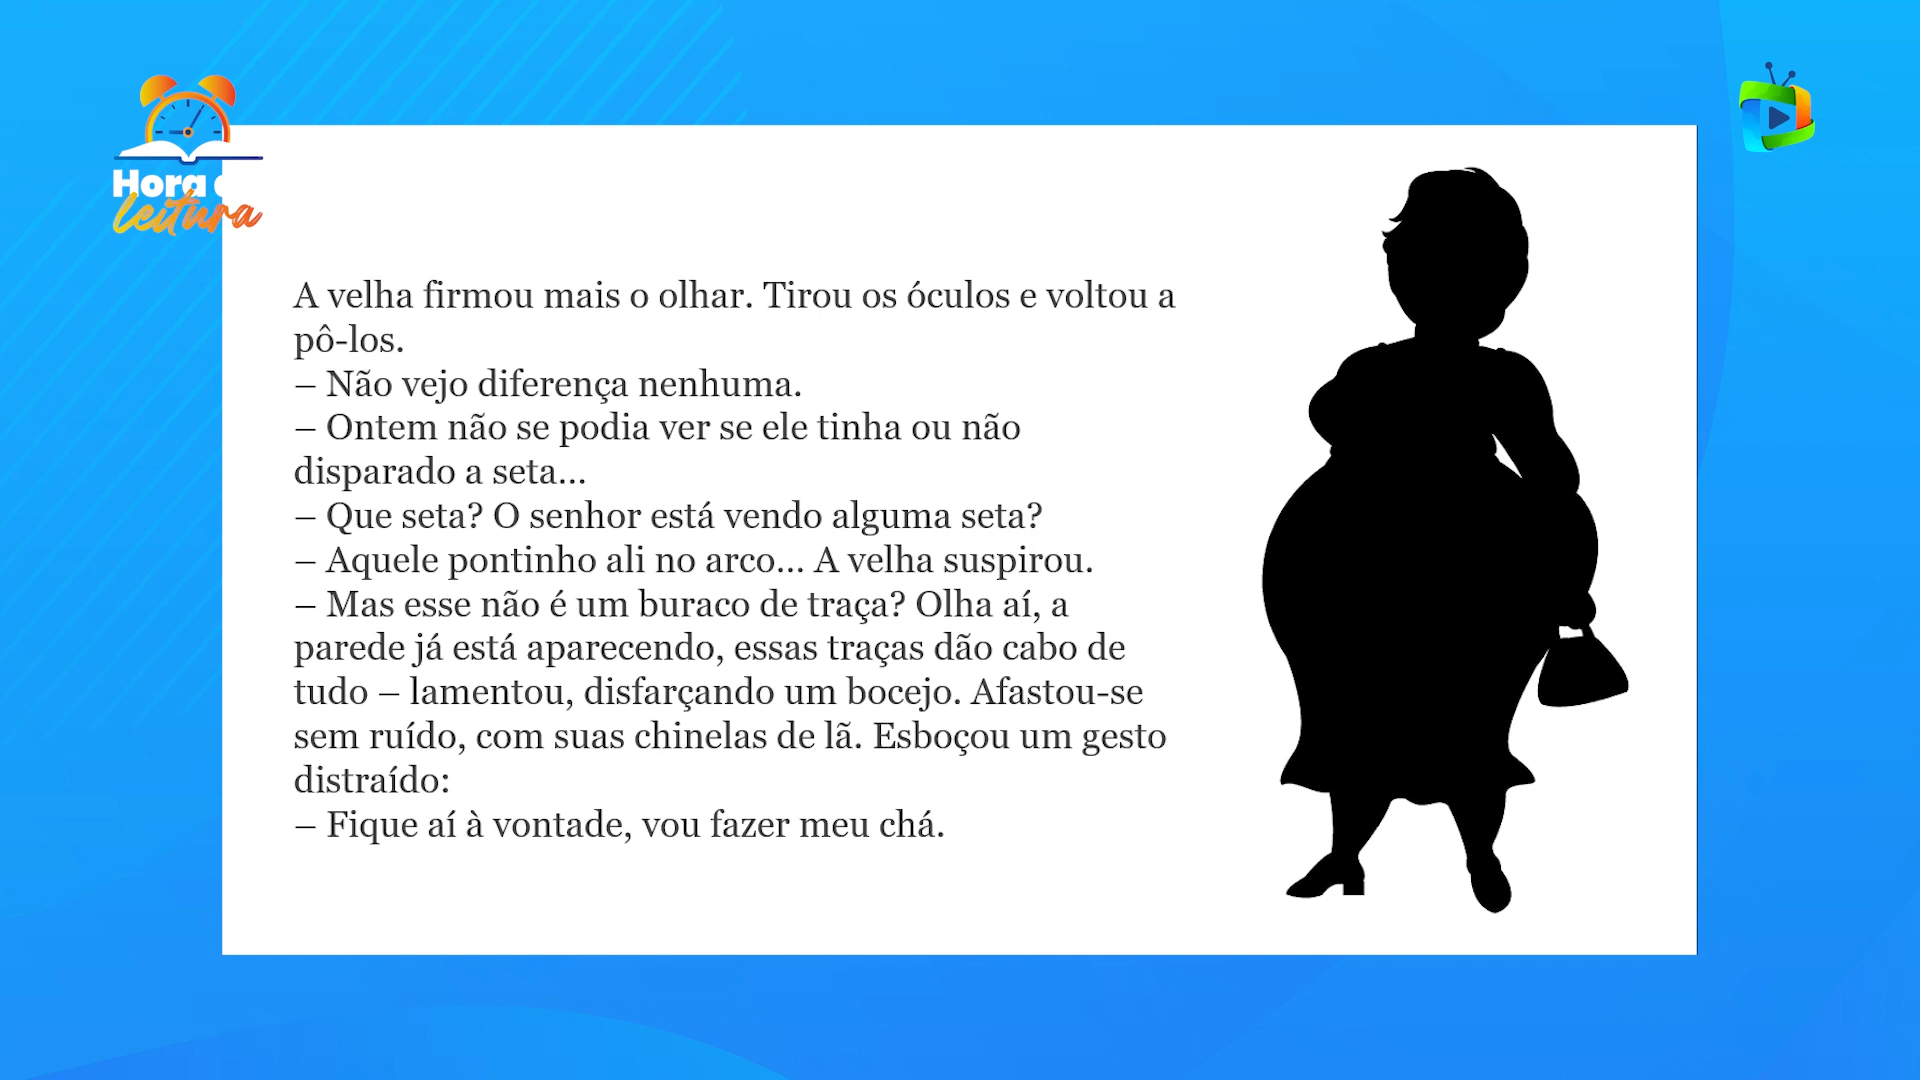 Hora
leitura
A velha firmou mais o olhar. Tirou os óculos e voltou a
pô-los.
– Não vejo diferença nenhuma.
– Ontem não se podia ver se ele tinha ou não
disparado a seta...
– Que seta? O senhor está vendo alguma seta?
– Aquele pontinho ali no arco... A velha suspirou.
– Mas esse não é um buraco de traça? Olha aí, a
parede já está aparecendo, essas traças dão cabo de
tudo – lamentou, disfarçando um bocejo. Afastou-se
sem ruído, com suas chinelas de lã. Esboçou um gesto
distraído:
– Fique aí à vontade, vou fazer meu chá.